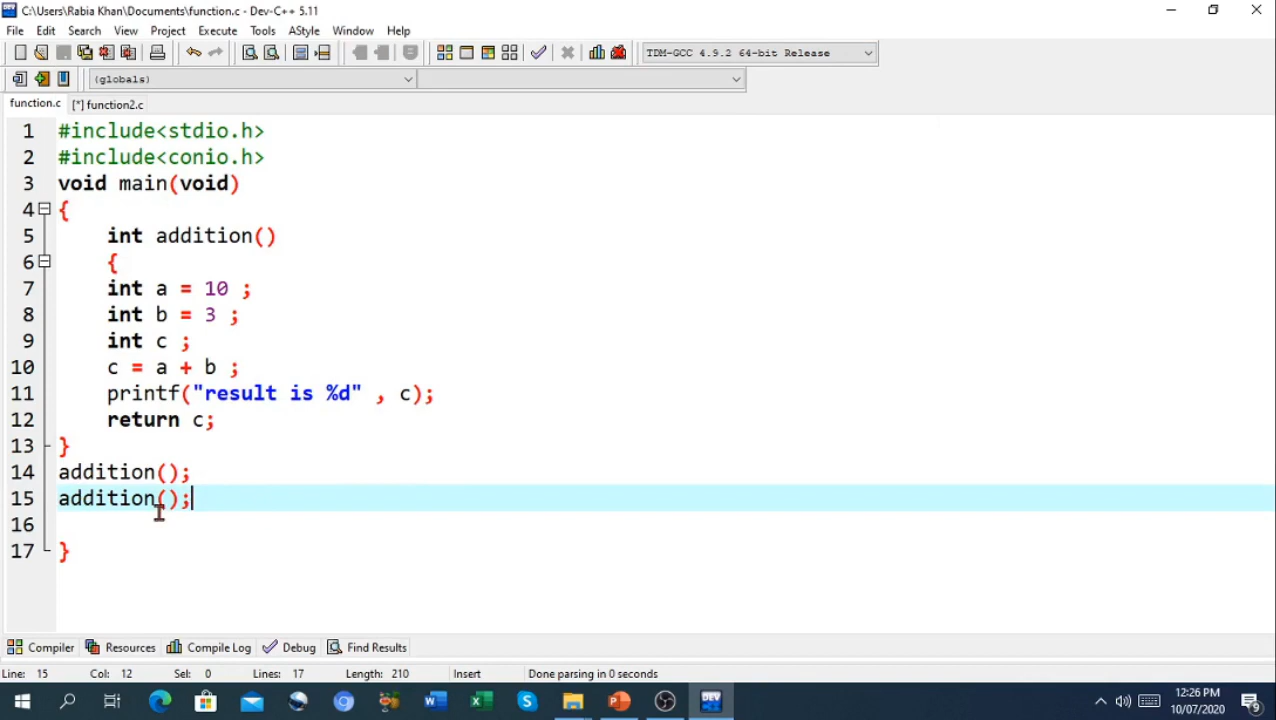 C:\Users\Rabia Khan\Documents\function.c - Dev-C++ 5.11
File Edit Search View Project Execute Tools AStyle Window Help
TDM-GCC 4.9.2 64-bit Release
(globals)
function.c [*] function2.c
1 #include<stdio.h>
2 #include<conio.h>
3 void main(void)
4 {
5 int addition()
6 {
7 int a = 10 ;
8 int b = 3 ;
9 int c ;
10 c = a + b ;
11 printf("result is %d" , c);
12 return c;
13 }
14 addition();
15 addition();
16
17 }
Compiler Resources Compile Log Debug Find Results
Line: 15 Col: 12 Sel: 0 Lines: 17 Length: 210 Insert Done parsing in 0 seconds
DEV
12:26 PM
10/07/2020
9